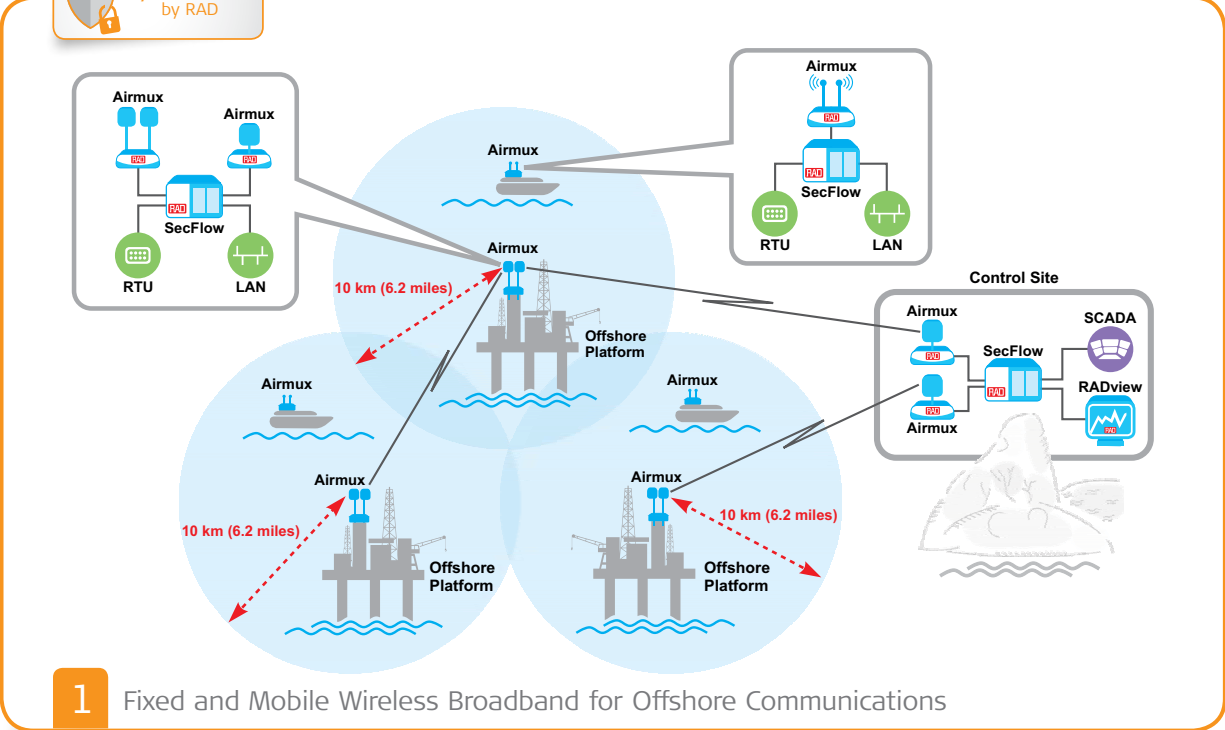 by RAD
Airmux
Airmux
RAD
RAD
RAD
SecFlow
RTU
LAN
Airmux
RAD
RAD
SecFlow
RTU
LAN
Airmux
Airmux
10 km (6.2 miles)
Offshore
Platform
Control Site
Airmux
RAD
SecFlow
RAD
RAD
Airmux
SCADA
RADview
RAD
Airmux
Airmux
10 km (6.2 miles)
Offshore
Platform
Airmux
Airmux
10 km (6.2 miles)
Offshore
Platform
1
Fixed and Mobile Wireless Broadband for Offshore Communications